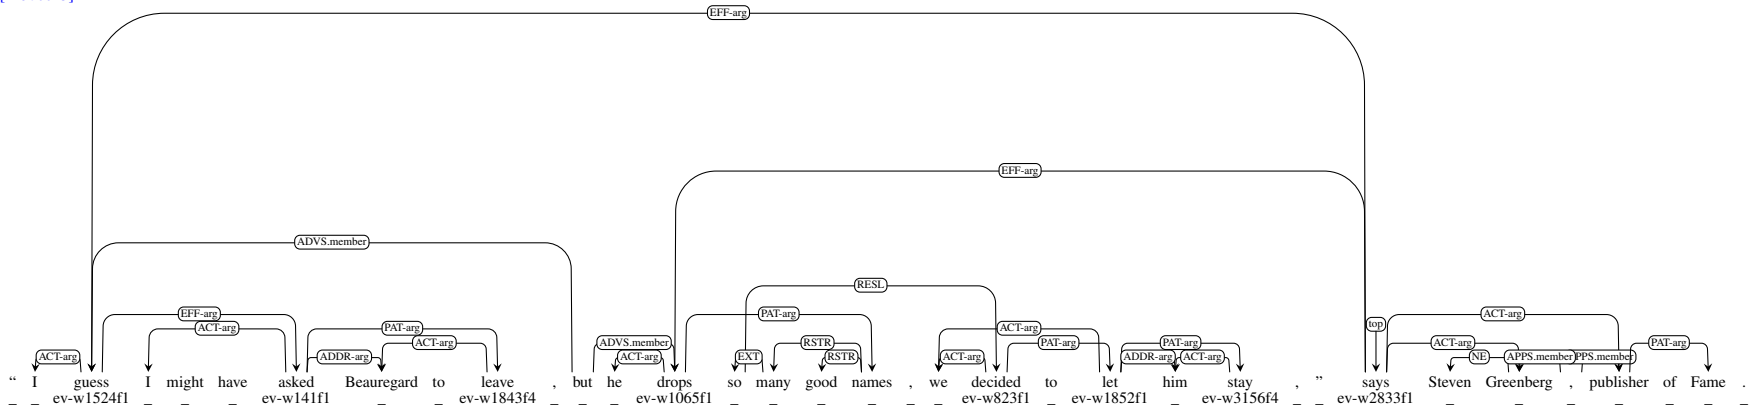 EFF-arg
EFF-arg
ADVS.member
RESL
EFF-arg PAT-arg ACT-arg
top
ACT-arg PAT-arg ACT-arg
ACT-arg ADVS.member RSTR PAT-arg PAT-arg ACT-arg PAT-arg
ACT-arg ADDR-arg ACT-arg EXT RSTR ACT-arg ADDR-arg ACT-arg NE APPS.member PPS.member
“ I guess I might have asked Beauregard to leave , but he drops so many good names , we decided to let him stay , ” says Steven Greenberg , publisher of Fame .
_ _ ev-w1524f1 _ _ _ ev-w141f1 _ _ ev-w1843f4 _ _ _ ev-w1065f1 _ _ _ _ _ _ ev-w823f1 _ ev-w1852f1 _ ev-w3156f4 _ _ ev-w2833f1 _ _ _ _ _ _ _